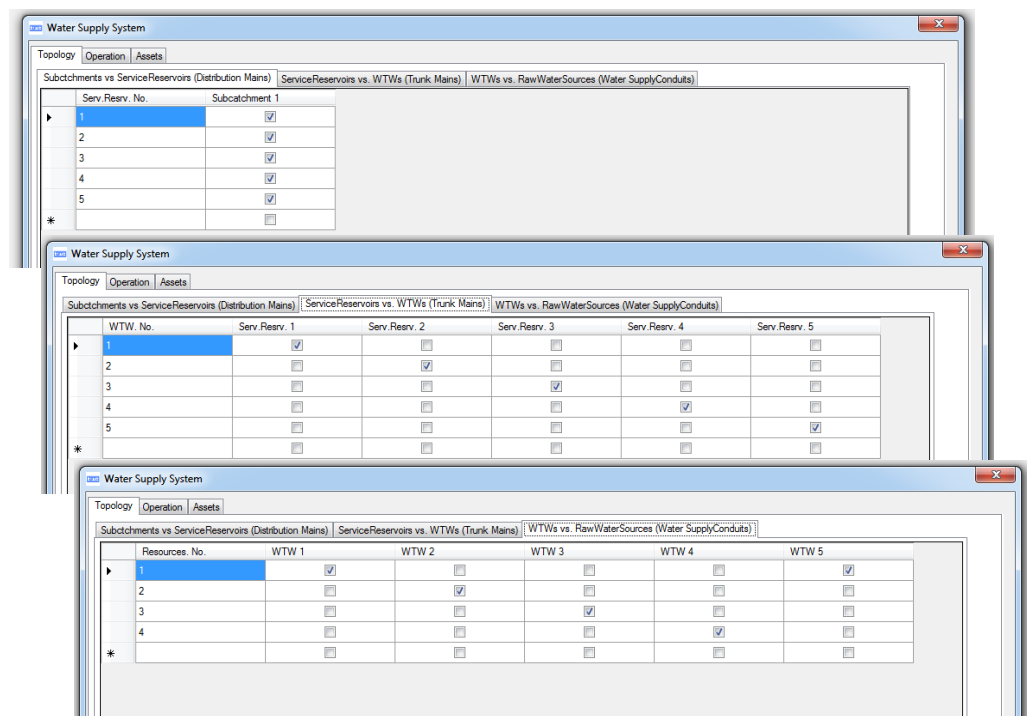 Water Supply System
Topology Operation Assets
Subctchments vs ServiceReservoirs (Distribution Mains) ServiceReservoirs vs. WTWs (Trunk Mains) WTWs vs. RawWaterSources (Water SupplyConduits)
Serv.Resrv. No. Subcatchment 1
1
2
3
4
5
Water Supply System
Topology Operation Assets
Subctchments vs ServiceReservoirs (Distribution Mains) ServiceReservoirs vs. WTWs (Trunk Mains) WTWs vs. RawWaterSources (Water SupplyConduits)
WTW. No. Serv.Resrv. 1 Serv.Resrv. 2 Serv.Resrv. 3 Serv.Resrv. 4 Serv.Resrv. 5
1
2
3
4
5
Water Supply System
Topology Operation Assets
Subctchments vs ServiceReservoirs (Distribution Mains) ServiceReservoirs vs. WTWs (Trunk Mains) WTWs vs. RawWaterSources (Water SupplyConduits)
Resources. No. WTW 1 WTW 2 WTW 3 WTW 4 WTW 5
1
2
3
4